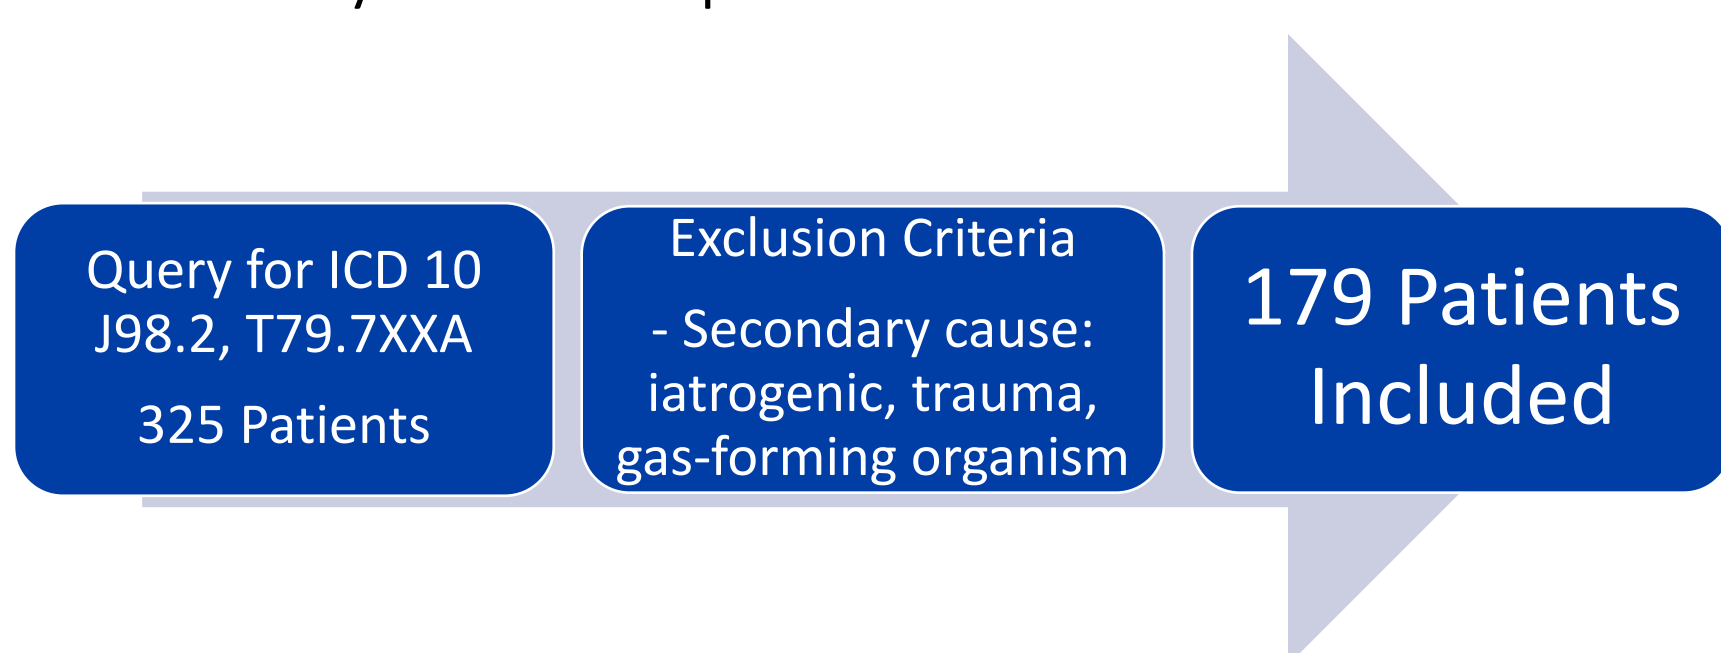 Query for ICD 10
J98.2, T79.7XXA
325 Patients
Exclusion Criteria
- Secondary cause:
iatrogenic, trauma,
gas-forming organism
179 Patients
Included